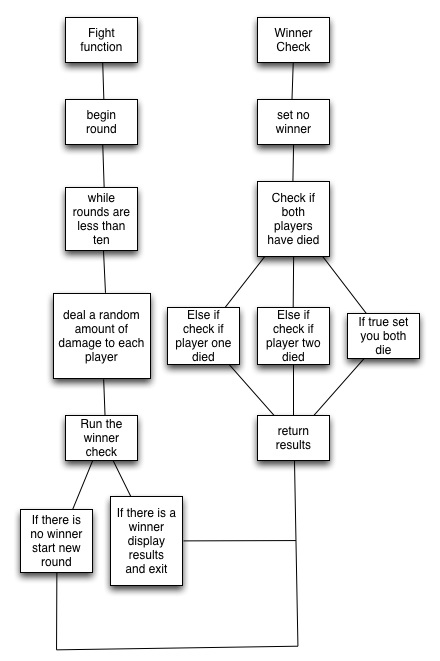 Fight
function
Winner
Check
begin
round
set no
winner
while
rounds are
less than
ten
Check if
both
players
have died
deal a random
amount of
damage to each
player
Else if
check if
player one
died
Else if
check if
player two
died
If true set
you both
die
Run the
winner
check
return
results
If there is
no winner
start new
round
If there is a
winner
display
results
and exit